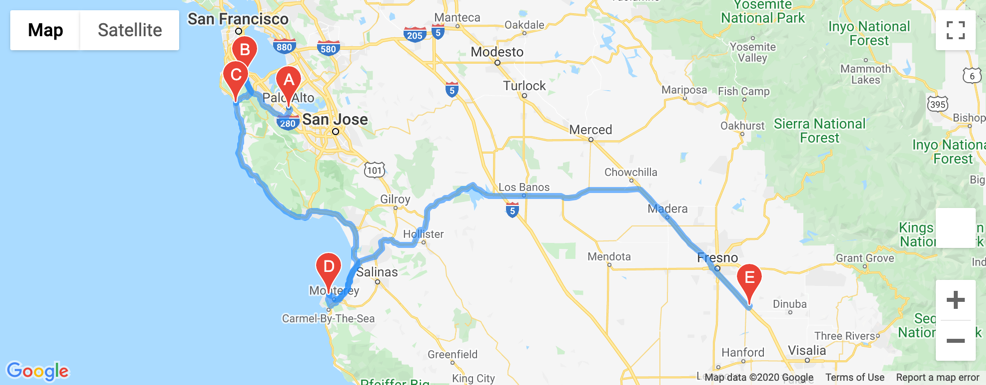 Map
Satellite
San Francisco
880
580
B
C
A
Palo Alto
280
San Jose
Manteca
205
5
Oakdale
Modesto
Turlock
5
Merced
Yosemite
National Park
Yosemite
Valley
Mariposa
Fish Camp
Oakhurst
Inyo National
Forest
Mammoth
Lakes
6
395
Bishop
Sierra National
Forest
Inyo National
Forest
101
Gilroy
Hollister
Los Banos
5
Chowchilla
Madera
D
Salinas
Monterey
Carmel-By-The-Sea
Mendota
Fresno
E
Kings
National
Grant Grove
Dinuba
Three Rivers
National
Forest
Hanford
Visalia
Greenfield
King City
Pfeiffer Big
Google
Map data ©2020 Google
Terms of Use
Report a map error